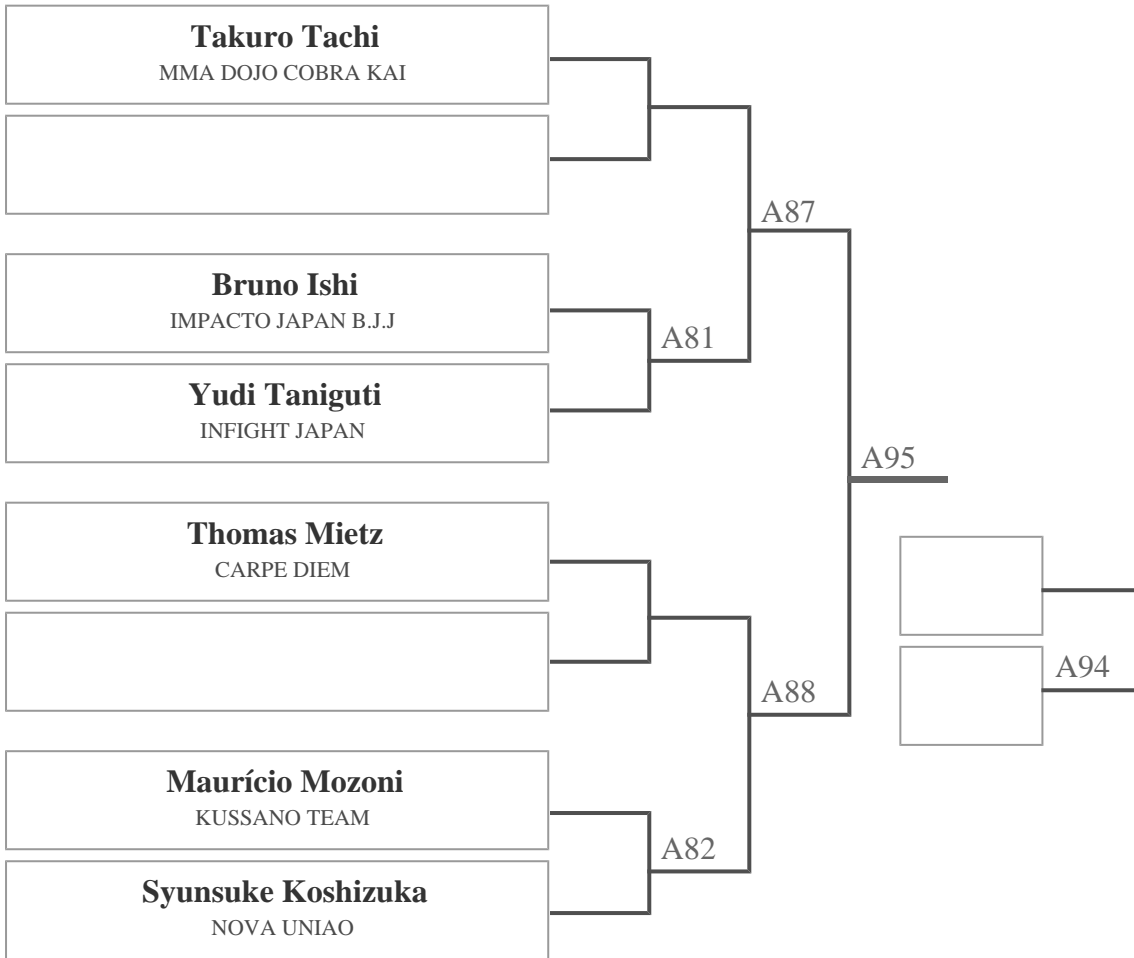 Takuro Tachi
MMA DOJO COBRA KAI
A87
Bruno Ishi
IMPACTO JAPAN B.J.J
A81
Yudi Taniguti
INFIGHT JAPAN
A95
Thomas Mietz
CARPE DIEM
A94
A88
Maurício Mozoni
KUSSANO TEAM
A82
Syunsuke Koshizuka
NOVA UNIAO